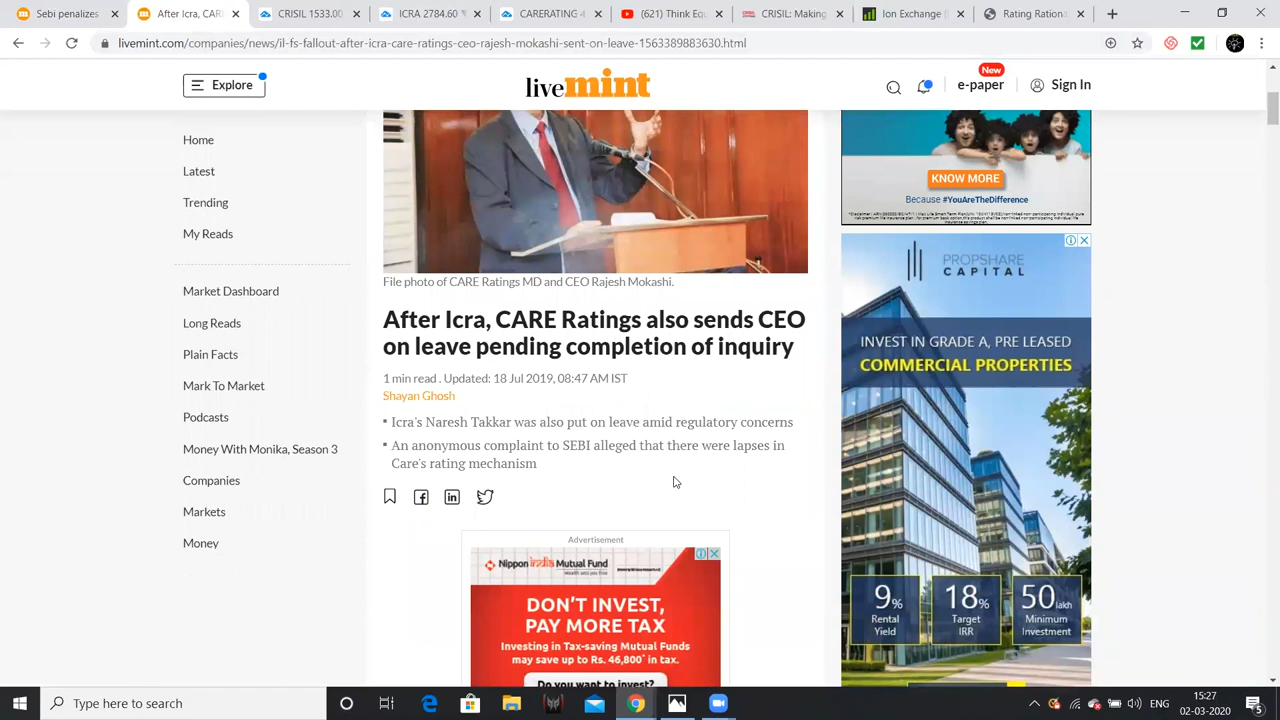 Sebi penalizes
After Icra, CARE
CRISIL 1533.00
ICRA 2784.60
CARERATING
(621) Think Equ
CRISIL: Making
Ion Exchange
Rating Rationa
livemint.com/companies/news/il-fs-fallout-after-icra-care-ratings-ceo-rajesh-mokashi-sent-on-leave-1563389883630.html
Explore
livemint
New
e-paper
Sign In
Home
Latest
Trending
My Reads
Market Dashboard
Long Reads
Plain Facts
Mark To Market
Podcasts
Money With Monika, Season 3
Companies
Markets
Money
File photo of CARE Ratings MD and CEO Rajesh Mokashi.
After Icra, CARE Ratings also sends CEO
on leave pending completion of inquiry
1 min read . Updated: 18 Jul 2019, 08:47 AM IST
Shayan Ghosh
Icra's Naresh Takkar was also put on leave amid regulatory concerns
An anonymous complaint to SEBI alleged that there were lapses in
Care's rating mechanism
Advertisement
Nippon india Mutual Fund
DON'T INVEST,
PAY MORE TAX
Investing in Tax-saving Mutual Funds
may save up to Rs. 46,800* in tax.
Do you want to invest?
KNOW MORE
Because #YouAreTheDifference
PROPSHARE
CAPITAL
INVEST IN GRADE A, PRE LEASED
COMMERCIAL PROPERTIES
9% Rental Yield
18% Target IRR
50 lakh Minimum Investment
Type here to search
ENG
15:27
02-03-2020
5